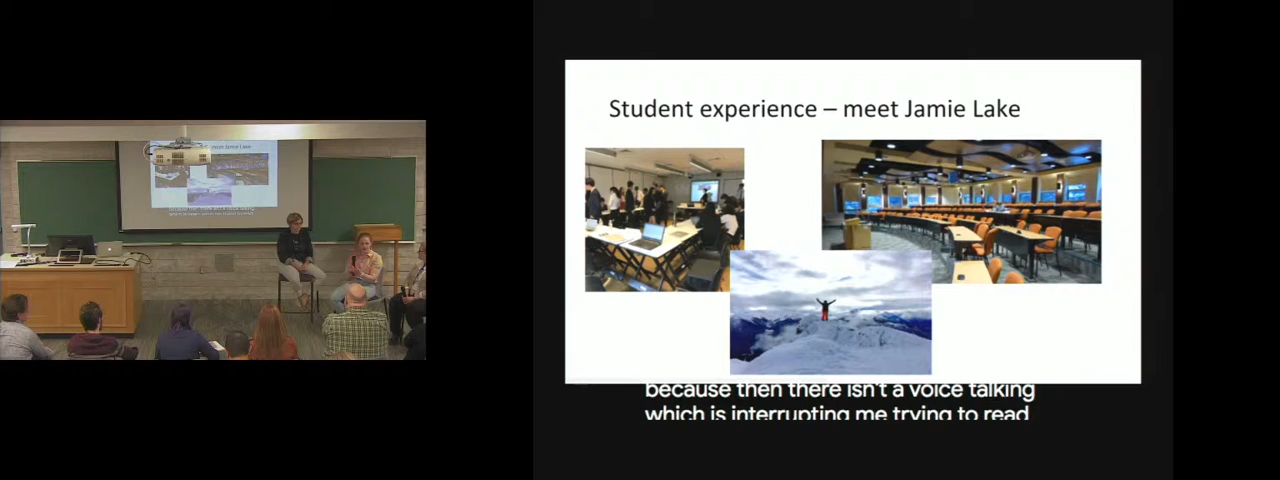 Student experience – meet Jamie Lake
because then there isn't a voice talking
which is interrupting me trying to read